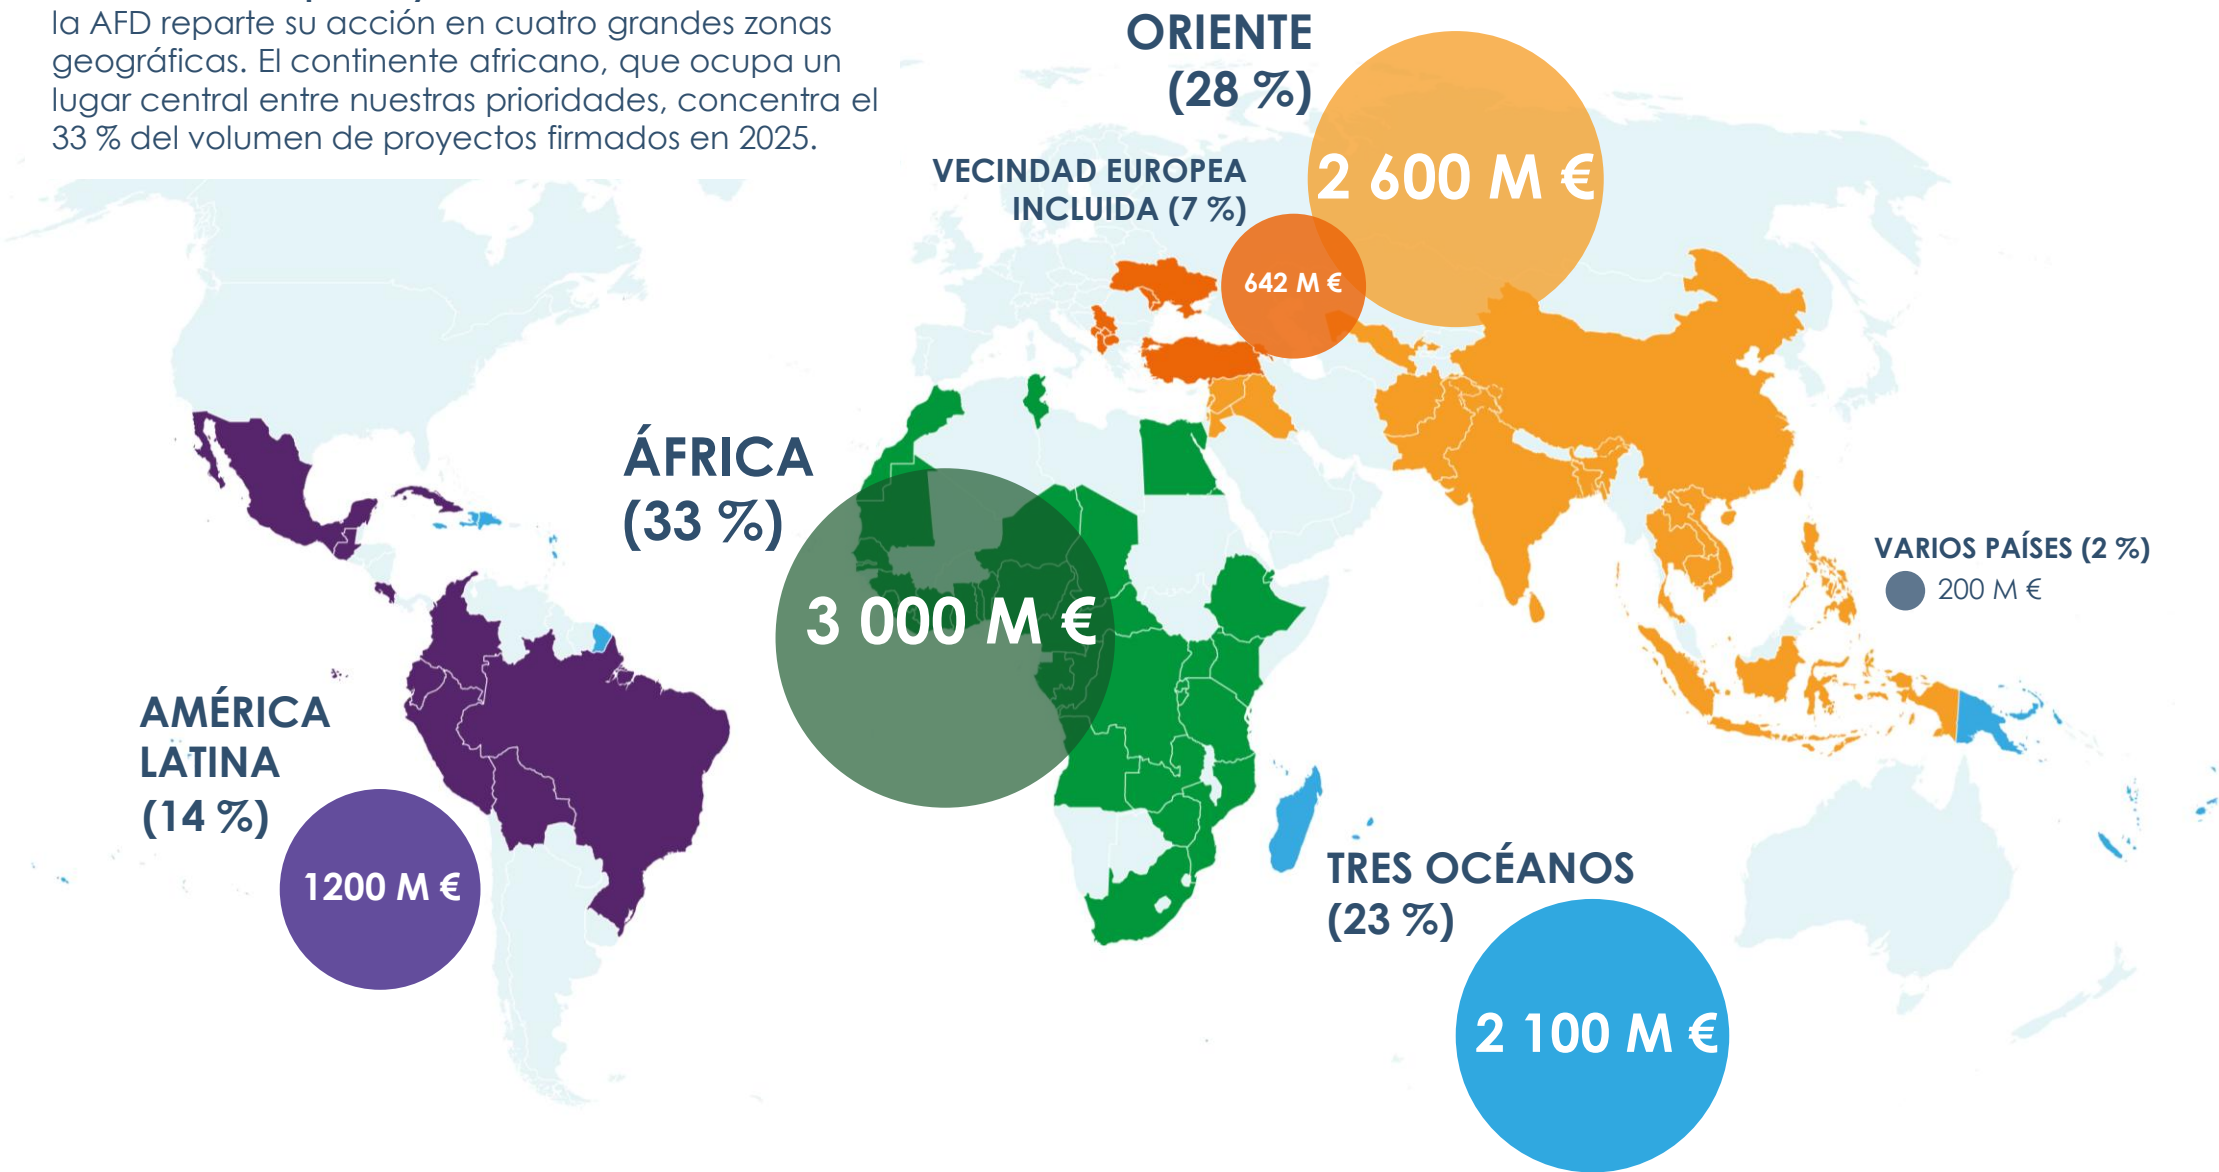 la AFD reparte su acción en cuatro grandes zonas
geográficas. El continente africano, que ocupa un
lugar central entre nuestras prioridades, concentra el
33 % del volumen de proyectos firmados en 2025.
ORIENTE
(28 %)
2 600 M €
VECINDAD EUROPEA
INCLUIDA (7 %)
642 M €
ÁFRICA
(33 %)
3 000 M €
VARIOS PAÍSES (2 %)
200 M €
AMÉRICA
LATINA
(14 %)
1200 M €
TRES OCÉANOS
(23 %)
2 100 M €